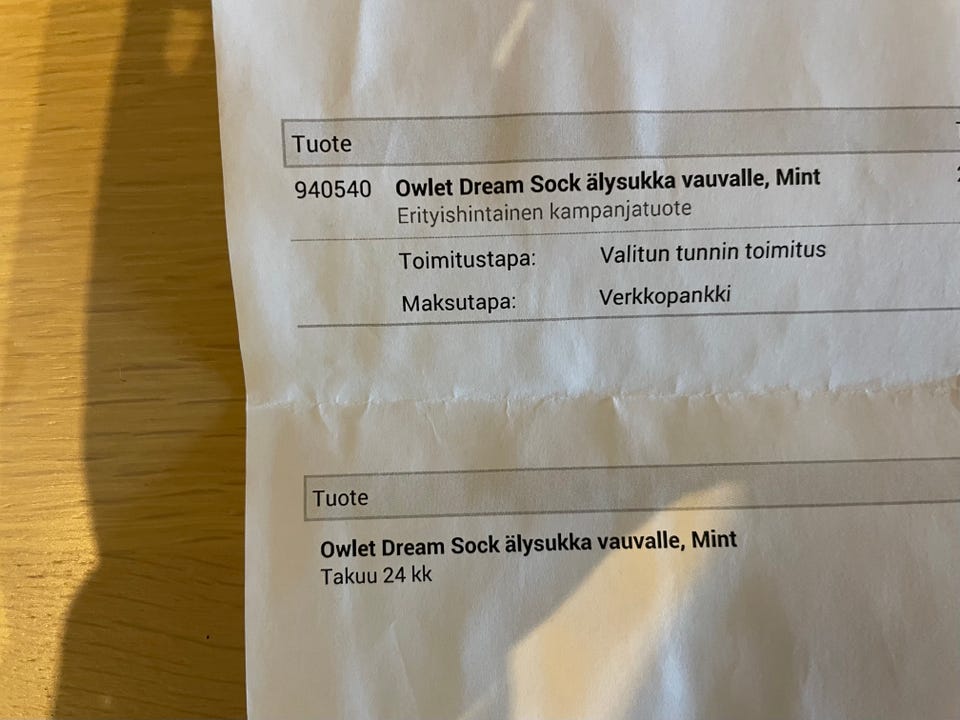 Tuote
940540 Owlet Dream Sock älysukka vauvalle, Mint
Erityishintainen kampanjatuote
Toimitustapa: Valitun tunnin toimitus
Maksutapa: Verkkopankki
Tuote
Owlet Dream Sock älysukka vauvalle, Mint
Takuu 24 kk